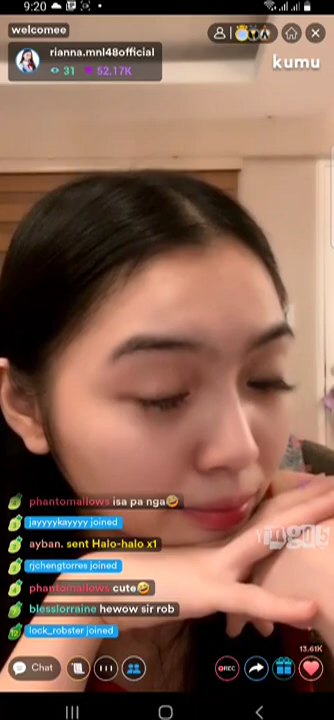 9:20
welcomee
rianna.mnl48official
31 52.17K
kumu
phantomallows isa pa nga🤣
jayyyykayyyy joined
ayban. sent Halo-halo x1
rjchengtorres joined
phantomallows cute🤣
blesslorraine hewow sir rob
lock_robster joined
13.61K
Chat
REC